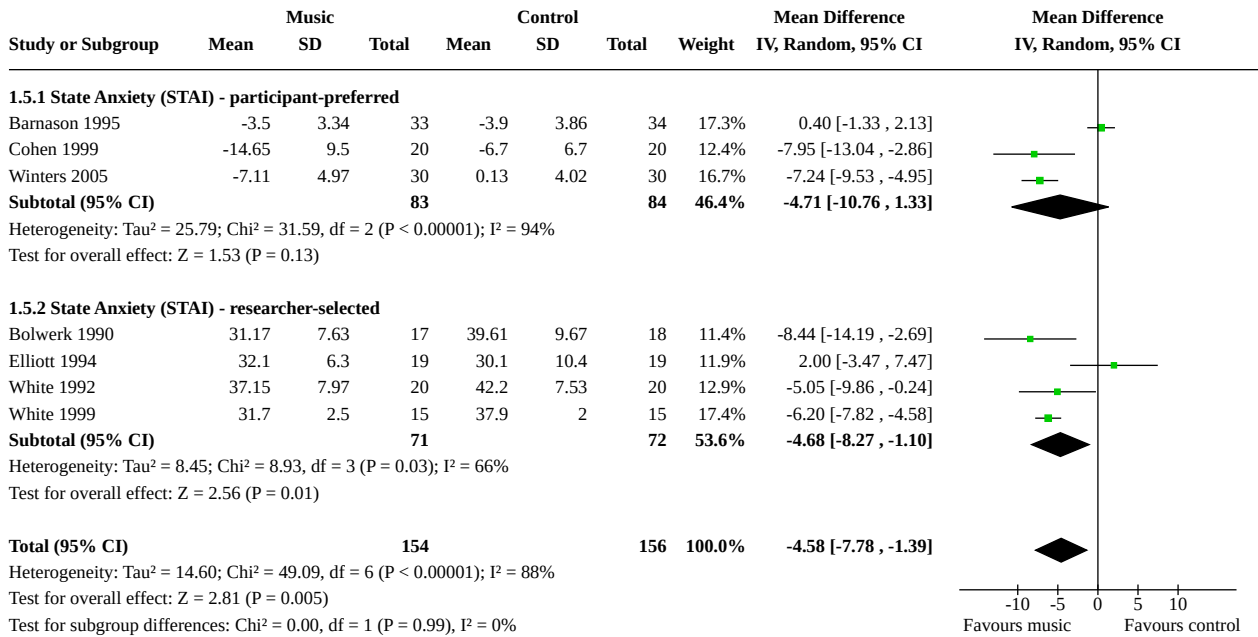 Music Control Mean Difference Mean Difference
Study or Subgroup Mean SD Total Mean SD Total Weight IV, Random, 95% CI IV, Random, 95% CI
1.5.1 State Anxiety (STAI) - participant-preferred
Barnason 1995 -3.5 3.34 33 -3.9 3.86 34 17.3% 0.40 [-1.33 , 2.13]
Cohen 1999 -14.65 9.5 20 -6.7 6.7 20 12.4% -7.95 [-13.04 , -2.86]
Winters 2005 -7.11 4.97 30 0.13 4.02 30 16.7% -7.24 [-9.53 , -4.95]
Subtotal (95% CI) 83 84 46.4% -4.71 [-10.76 , 1.33]
Heterogeneity: Tau² = 25.79; Chi² = 31.59, df = 2 (P < 0.00001); I² = 94%
Test for overall effect: Z = 1.53 (P = 0.13)
1.5.2 State Anxiety (STAI) - researcher-selected
Bolwerk 1990 31.17 7.63 17 39.61 9.67 18 11.4% -8.44 [-14.19 , -2.69]
Elliott 1994 32.1 6.3 19 30.1 10.4 19 11.9% 2.00 [-3.47 , 7.47]
White 1992 37.15 7.97 20 42.2 7.53 20 12.9% -5.05 [-9.86 , -0.24]
White 1999 31.7 2.5 15 37.9 2 15 17.4% -6.20 [-7.82 , -4.58]
Subtotal (95% CI) 71 72 53.6% -4.68 [-8.27 , -1.10]
Heterogeneity: Tau² = 8.45; Chi² = 8.93, df = 3 (P = 0.03); I² = 66%
Test for overall effect: Z = 2.56 (P = 0.01)
Total (95% CI) 154 156 100.0% -4.58 [-7.78 , -1.39]
Heterogeneity: Tau² = 14.60; Chi² = 49.09, df = 6 (P < 0.00001); I² = 88%
Test for overall effect: Z = 2.81 (P = 0.005) -10 -5 0 5 10
Test for subgroup differences: Chi² = 0.00, df = 1 (P = 0.99), I² = 0% Favours music Favours control